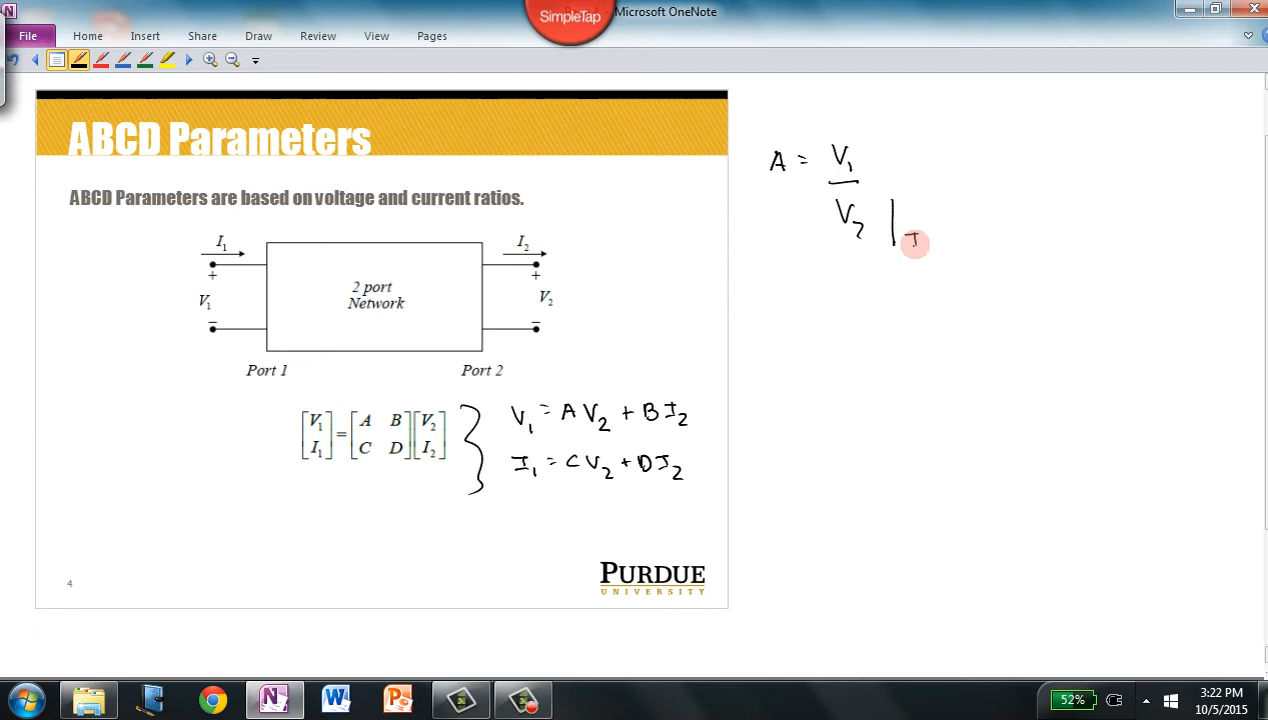 SimpleTap
- Microsoft OneNote
File Home Insert Share Draw Review View Pages
ABCD Parameters
ABCD Parameters are based on voltage and current ratios.
I1 I2
+ +
V1 2 port Network V2
− −
Port 1 Port 2
[V1 I1] = [A B C D] [V2 I2]
V1 = AV2 + BI2
I1 = CV2 + DI2
4
PURDUE
UNIVERSITY
A = V1
V2 | I
52%
3:22 PM
10/5/2015